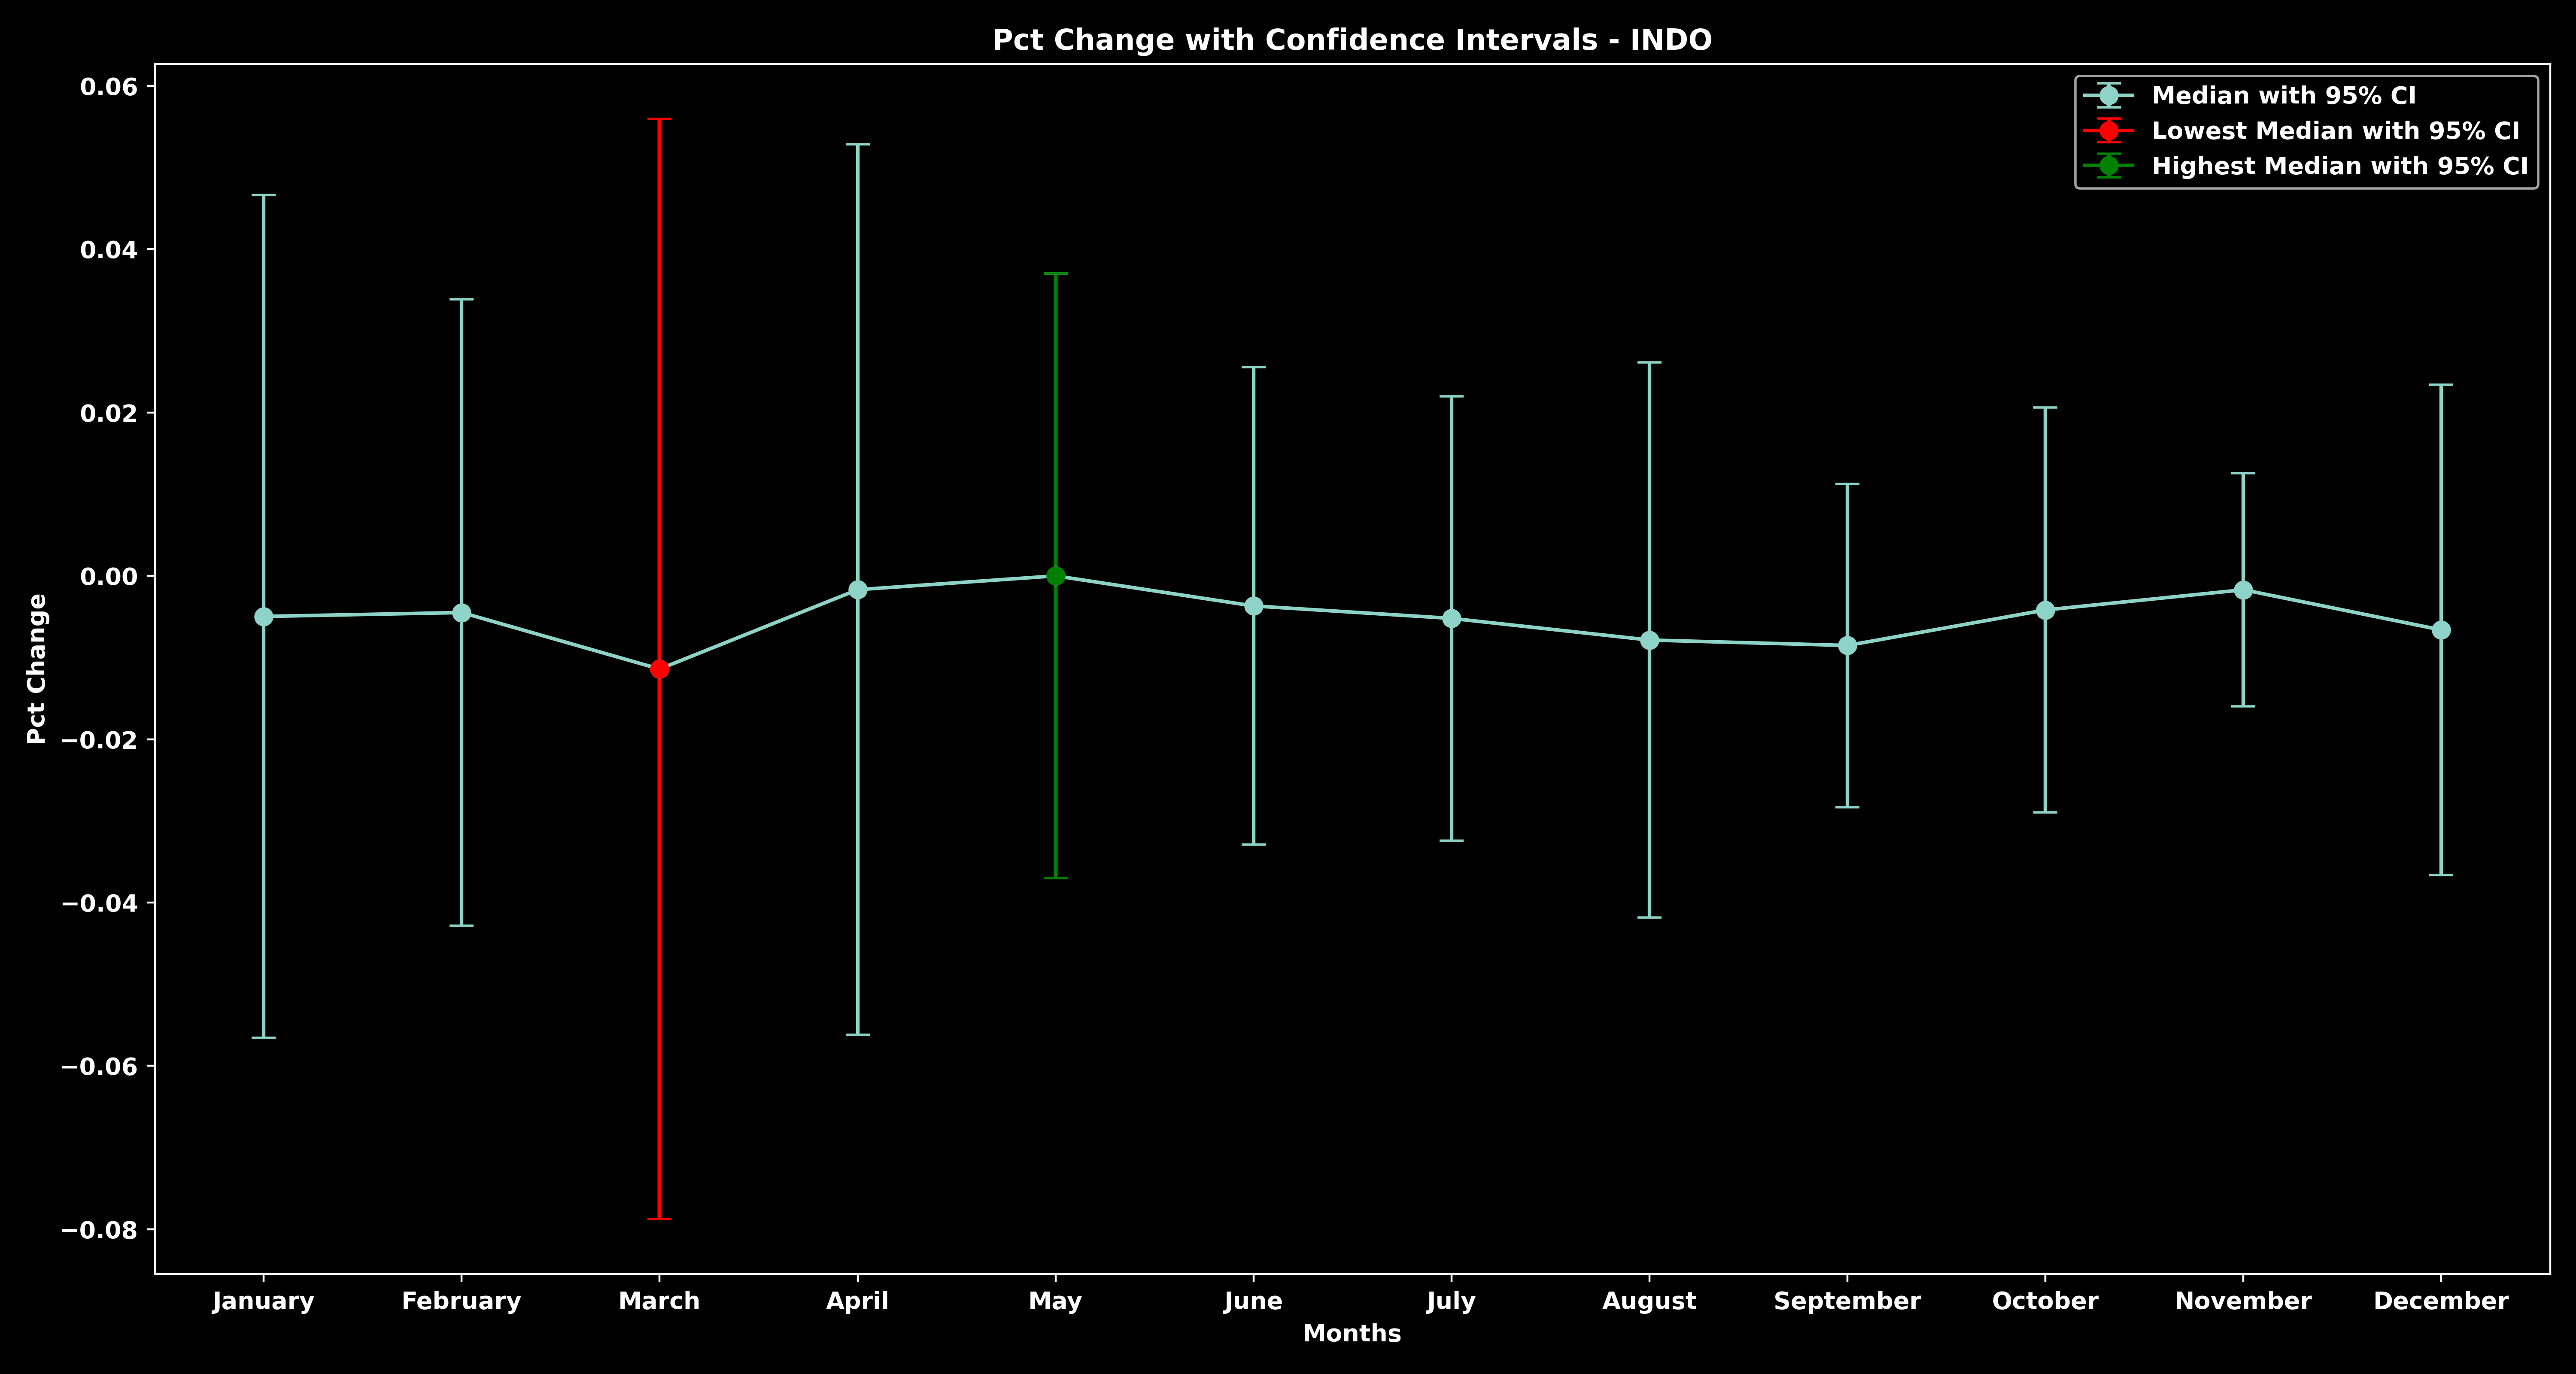 Pct Change with Confidence Intervals - INDO
Median with 95% CI
Lowest Median with 95% CI
Highest Median with 95% CI
0.06
0.04
0.02
0.00
−0.02
−0.04
−0.06
−0.08
Pct Change
January February March April May June July August September October November December
Months